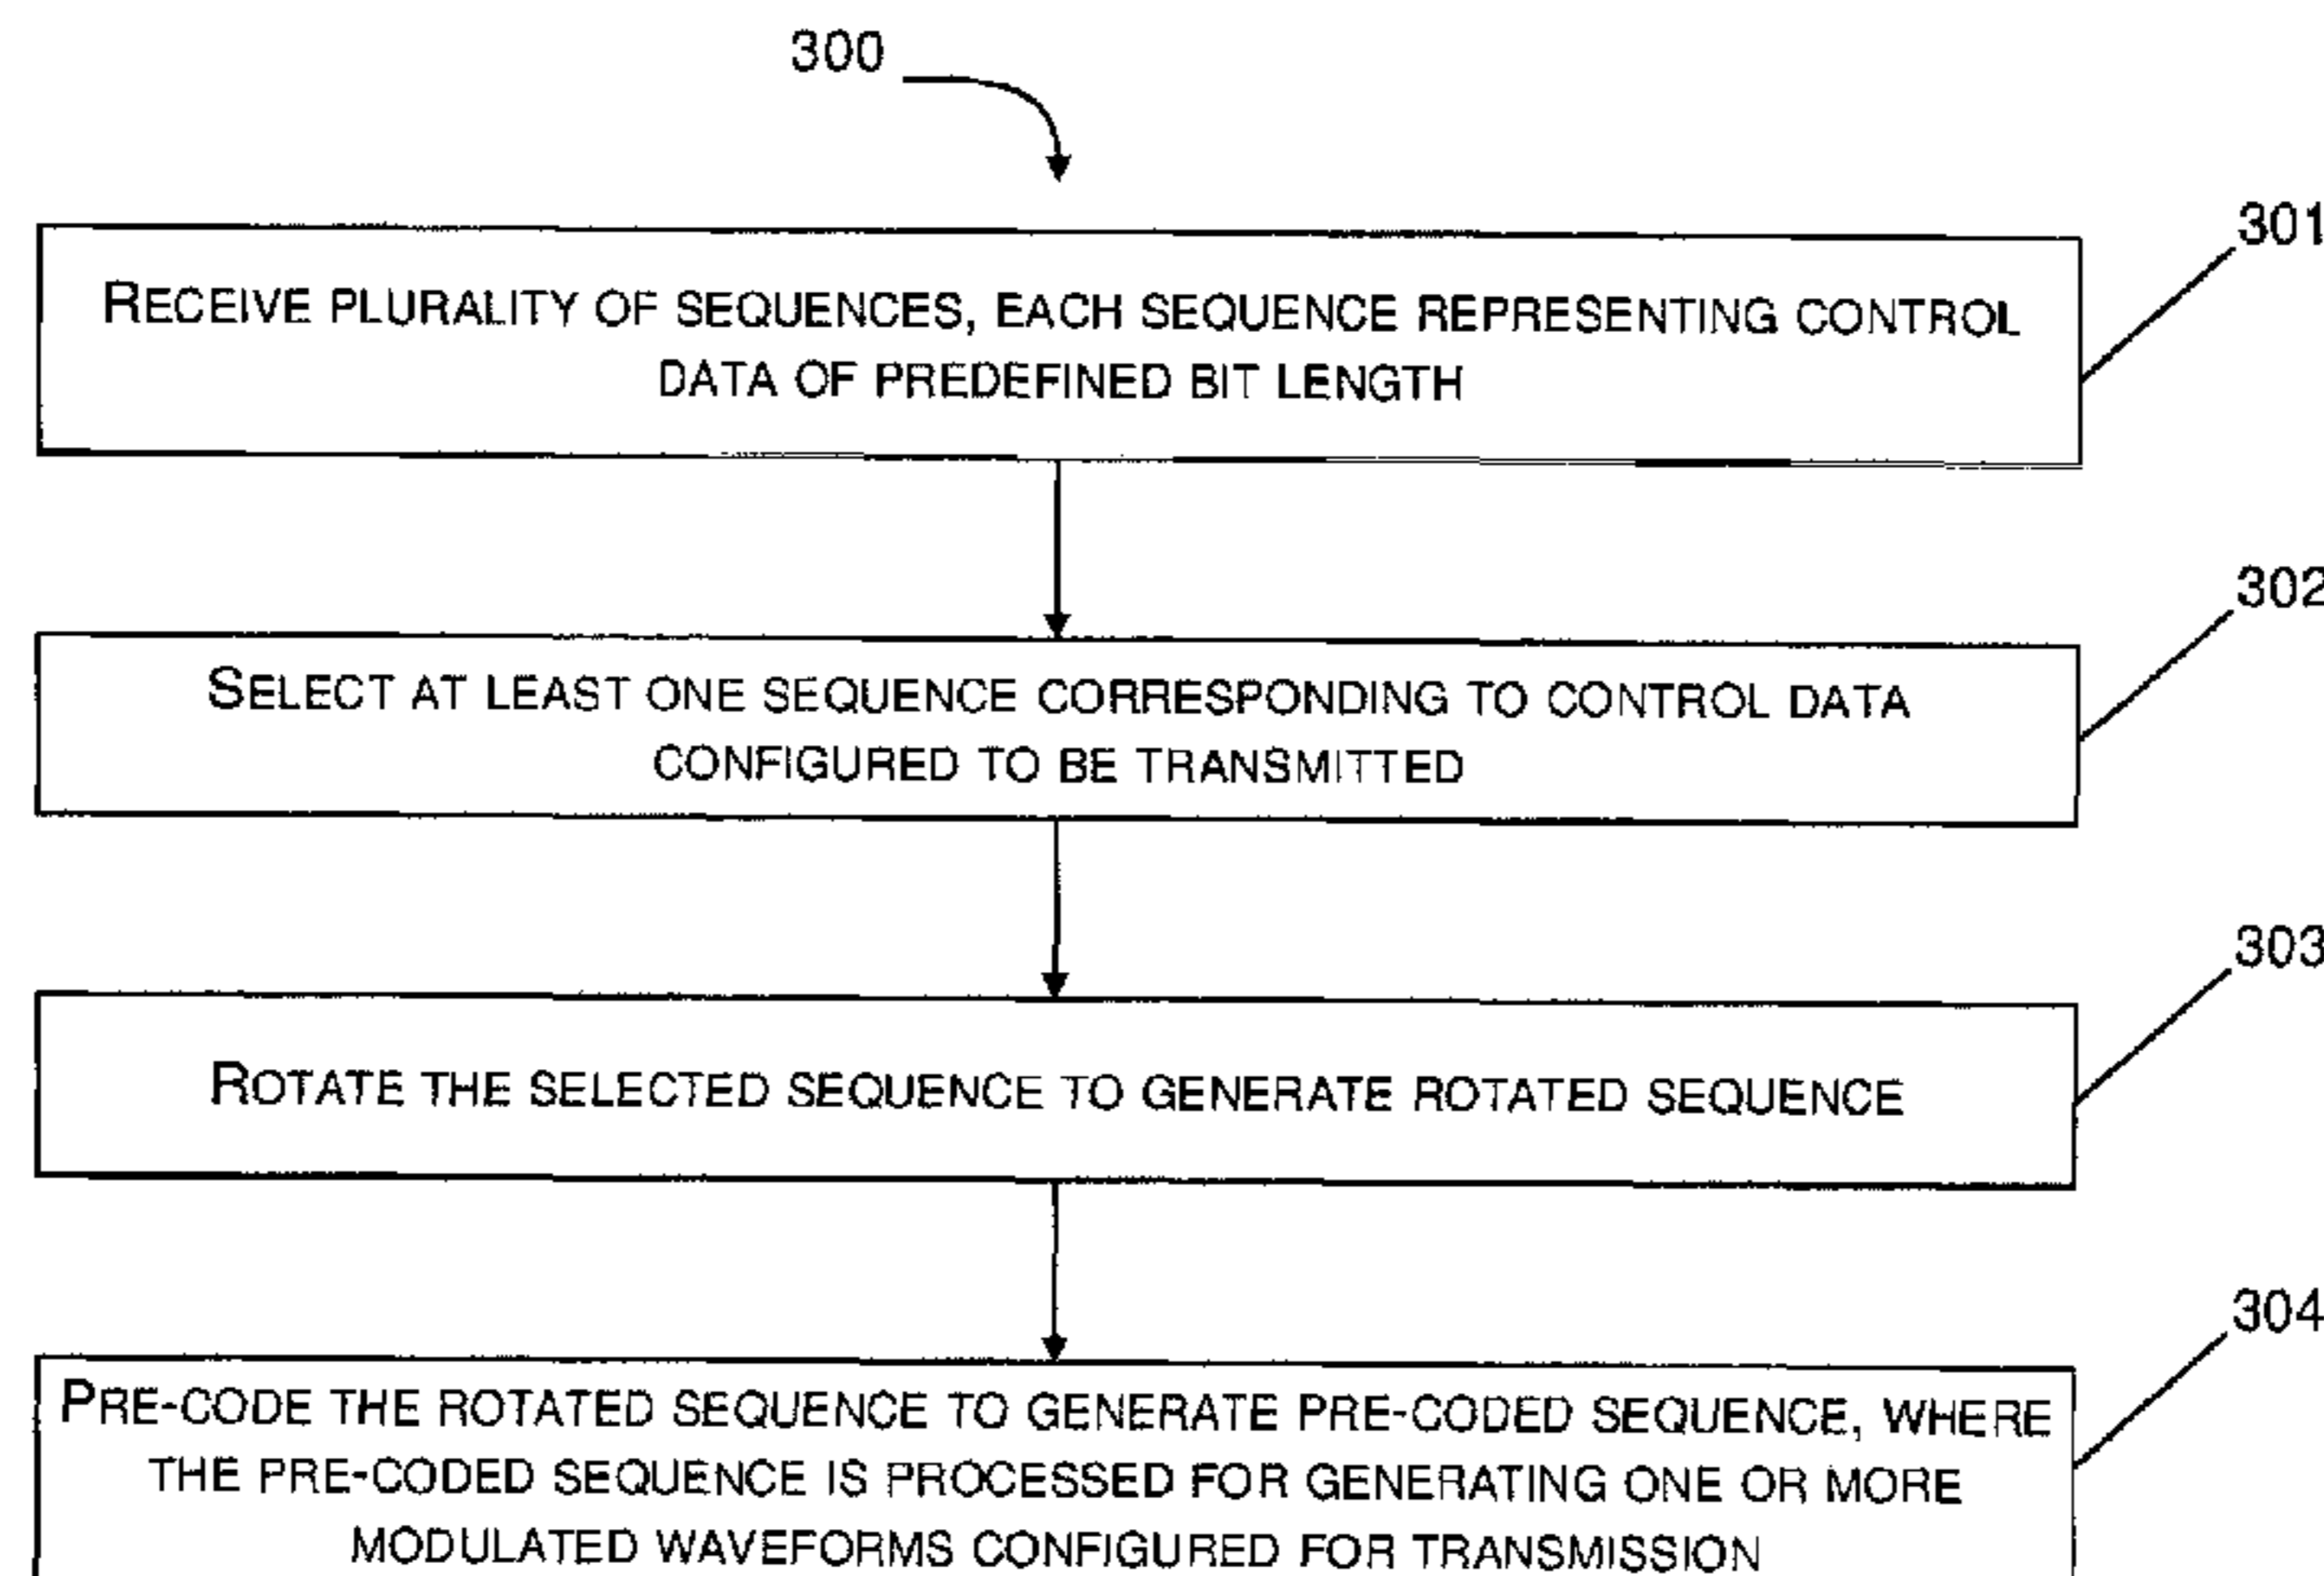 300
301
RECEIVE PLURALITY OF SEQUENCES, EACH SEQUENCE REPRESENTING CONTROL
DATA OF PREDEFINED BIT LENGTH
302
SELECT AT LEAST ONE SEQUENCE CORRESPONDING TO CONTROL DATA
CONFIGURED TO BE TRANSMITTED
303
ROTATE THE SELECTED SEQUENCE TO GENERATE ROTATED SEQUENCE
304
PRE-CODE THE ROTATED SEQUENCE TO GENERATE PRE-CODED SEQUENCE, WHERE
THE PRE-CODED SEQUENCE IS PROCESSED FOR GENERATING ONE OR MORE
MODULATED WAVEFORMS CONFIGURED FOR TRANSMISSION